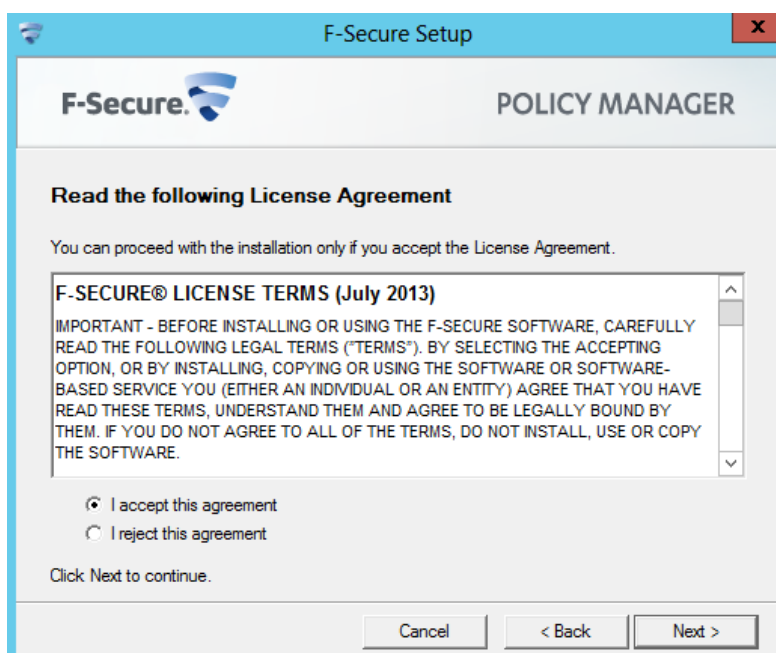 F-Secure Setup
x
F-Secure.
POLICY MANAGER
Read the following License Agreement
You can proceed with the installation only if you accept the License Agreement.
F-SECURE® LICENSE TERMS (July 2013)
IMPORTANT - BEFORE INSTALLING OR USING THE F-SECURE SOFTWARE, CAREFULLY
READ THE FOLLOWING LEGAL TERMS ("TERMS"). BY SELECTING THE ACCEPTING
OPTION, OR BY INSTALLING, COPYING OR USING THE SOFTWARE OR SOFTWARE-
BASED SERVICE YOU (EITHER AN INDIVIDUAL OR AN ENTITY) AGREE THAT YOU HAVE
READ THESE TERMS, UNDERSTAND THEM AND AGREE TO BE LEGALLY BOUND BY
THEM. IF YOU DO NOT AGREE TO ALL OF THE TERMS, DO NOT INSTALL, USE OR COPY
THE SOFTWARE.
I accept this agreement
I reject this agreement
Click Next to continue.
Cancel
< Back
Next >